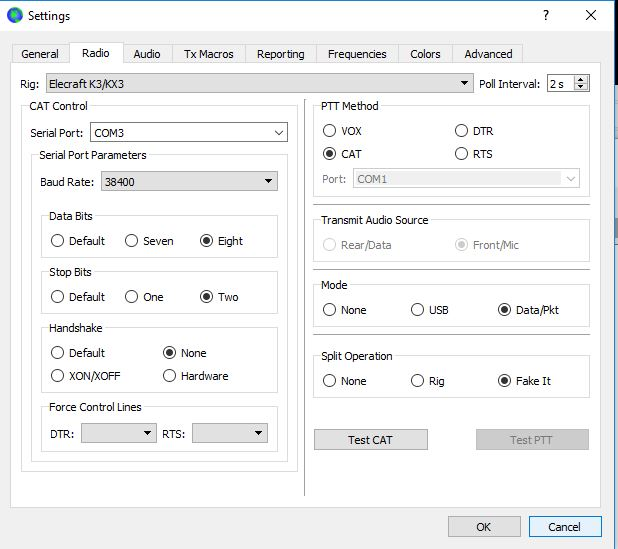 Settings
?
General Radio Audio Tx Macros Reporting Frequencies Colors Advanced
Rig: Elecraft K3/KX3 Poll Interval: 2 s
CAT Control
Serial Port: COM3
Serial Port Parameters
Baud Rate: 38400
Data Bits
Default Seven Eight
Stop Bits
Default One Two
Handshake
Default None
XON/XOFF Hardware
Force Control Lines
DTR: RTS:
PTT Method
VOX DTR
CAT RTS
Port: COM1
Transmit Audio Source
Rear/Data Front/Mic
Mode
None USB Data/Pkt
Split Operation
None Rig Fake It
Test CAT Test PTT
OK Cancel